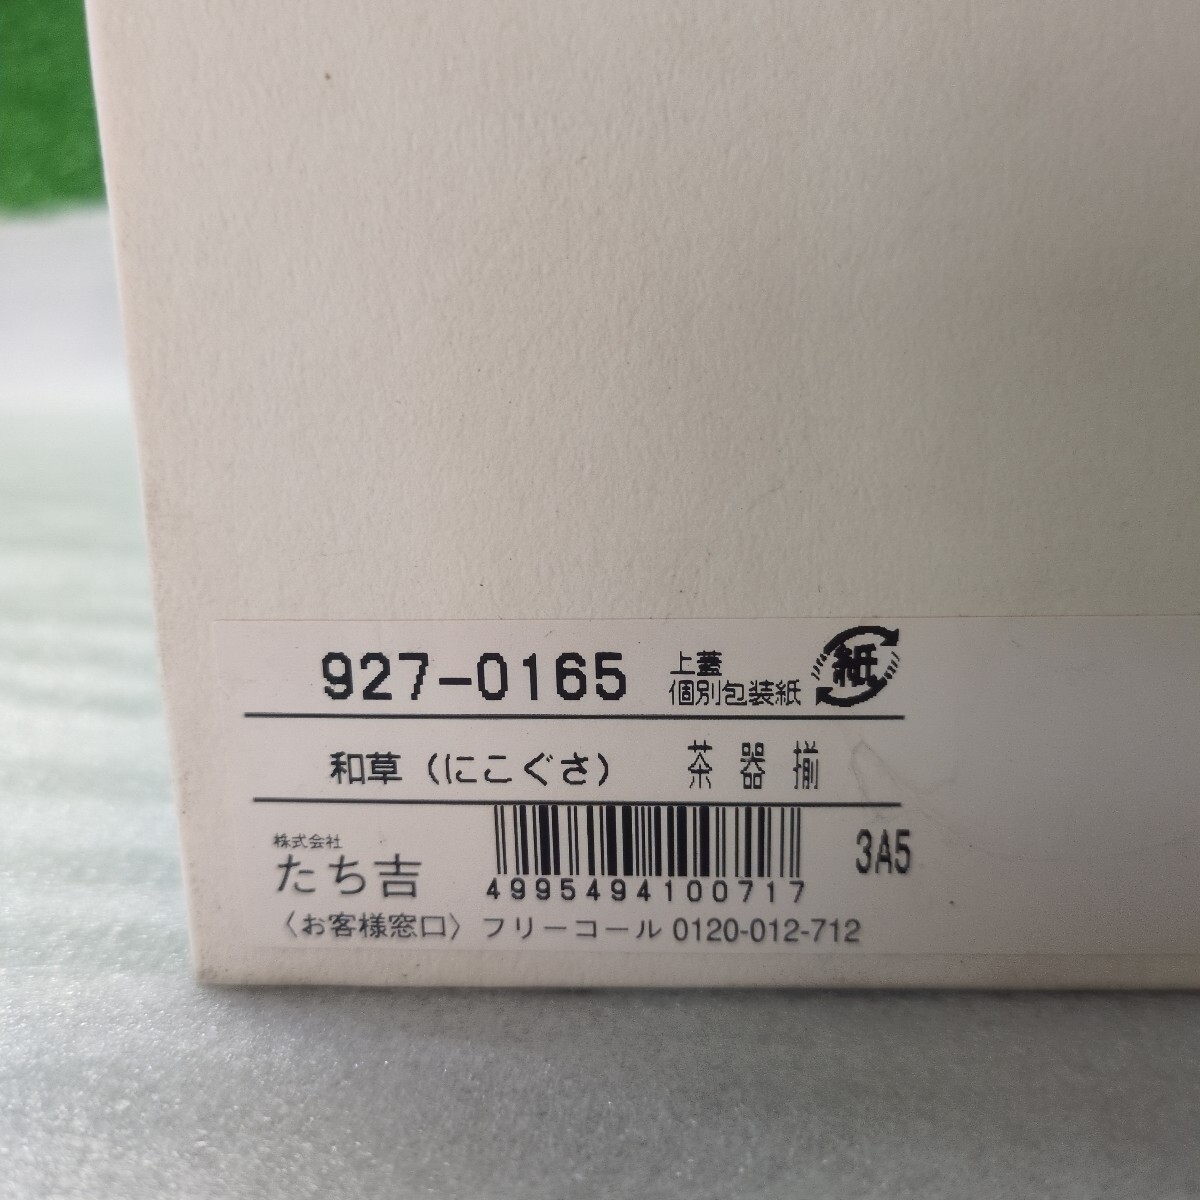 927-0165
上蓋
個別包装紙
紙
和草（にこぐさ） 茶器揃
株式会社
たち吉
4995494100717
3A5
〈お客様窓口〉フリーコール 0120-012-712